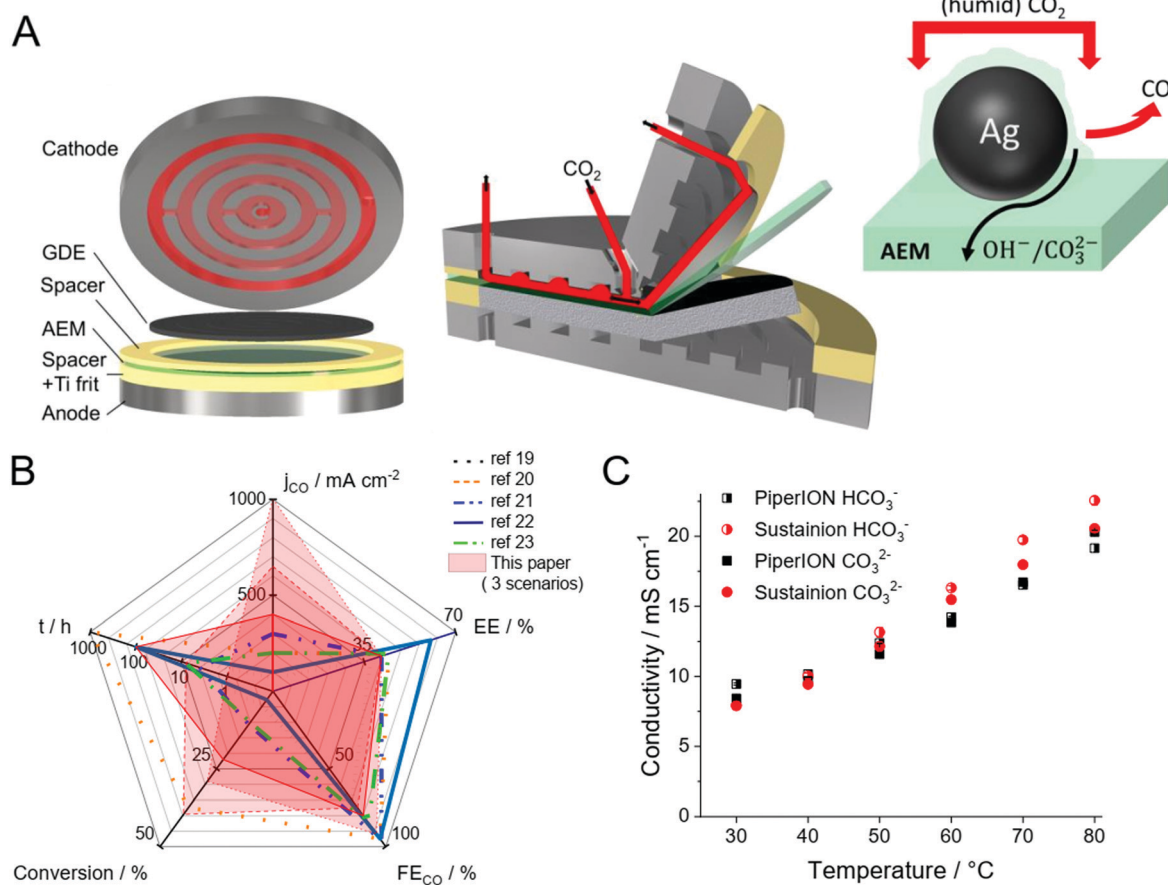 A
Cathode
GDE
Spacer
AEM
Spacer
+Ti frit
Anode
CO₂
(humid) CO₂
Ag
CO
AEM
OH⁻/CO₃²⁻
B
j_CO / mA cm⁻²
1000
500
70
35
EE / %
t / h
1000
100
10
1
25
50
Conversion / %
50
100
FE_CO / %
ref 19
ref 20
ref 21
ref 22
ref 23
This paper
( 3 scenarios)
C
PiperION HCO₃⁻
Sustainion HCO₃⁻
PiperION CO₃²⁻
Sustainion CO₃²⁻
Conductivity / mS cm⁻¹
20
15
10
5
0
30 40 50 60 70 80
Temperature / °C